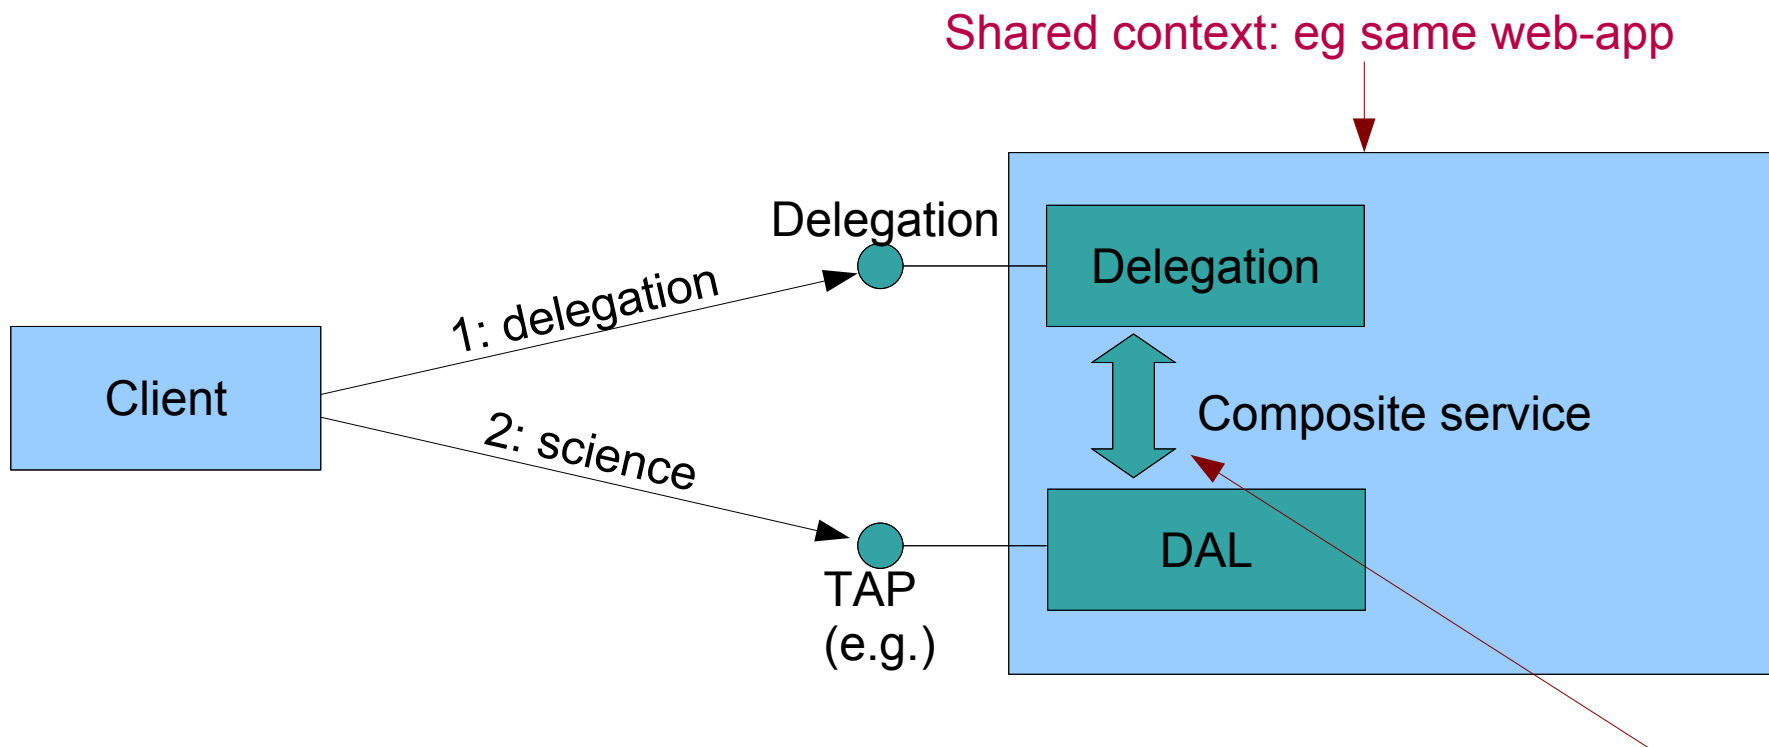 Shared context: eg same web-app
Delegation
Delegation
1: delegation
Client
Composite service
2: science
DAL
TAP
(e.g.)